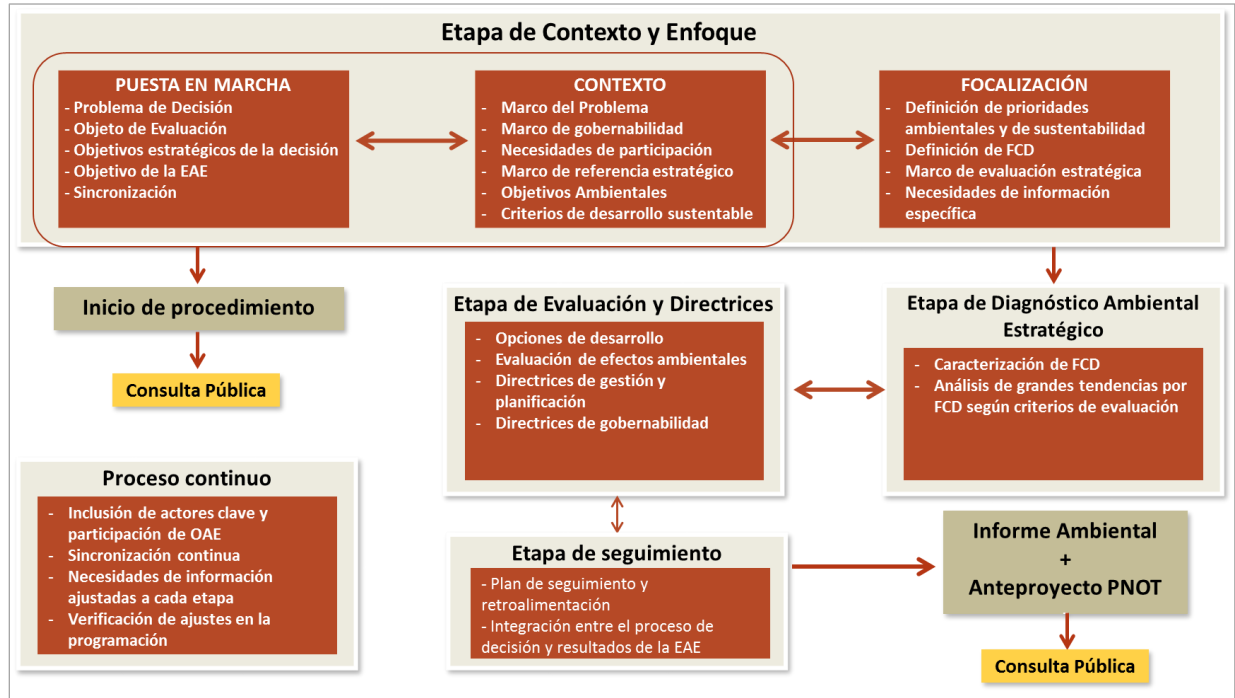 Etapa de Contexto y Enfoque
PUESTA EN MARCHA
- Problema de Decisión
- Objeto de Evaluación
- Objetivos estratégicos de la decisión
- Objetivo de la EAE
- Sincronización
CONTEXTO
- Marco del Problema
- Marco de gobernabilidad
- Necesidades de participación
- Marco de referencia estratégico
- Objetivos Ambientales
- Criterios de desarrollo sustentable
FOCALIZACIÓN
- Definición de prioridades
ambientales y de sustentabilidad
- Definición de FCD
- Marco de evaluación estratégica
- Necesidades de información
específica
Inicio de procedimiento
Consulta Pública
Etapa de Evaluación y Directrices
- Opciones de desarrollo
- Evaluación de efectos ambientales
- Directrices de gestión y
planificación
- Directrices de gobernabilidad
Etapa de Diagnóstico Ambiental
Estratégico
- Caracterización de FCD
- Análisis de grandes tendencias por
FCD según criterios de evaluación
Proceso continuo
- Inclusión de actores clave y
participación de OAE
- Sincronización continua
- Necesidades de información
ajustadas a cada etapa
- Verificación de ajustes en la
programación
Etapa de seguimiento
- Plan de seguimiento y
retroalimentación
- Integración entre el proceso de
decisión y resultados de la EAE
Informe Ambiental
+
Anteproyecto PNOT
Consulta Pública